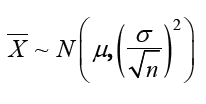 X̅ ~ N(μ, (σ/√n)²)